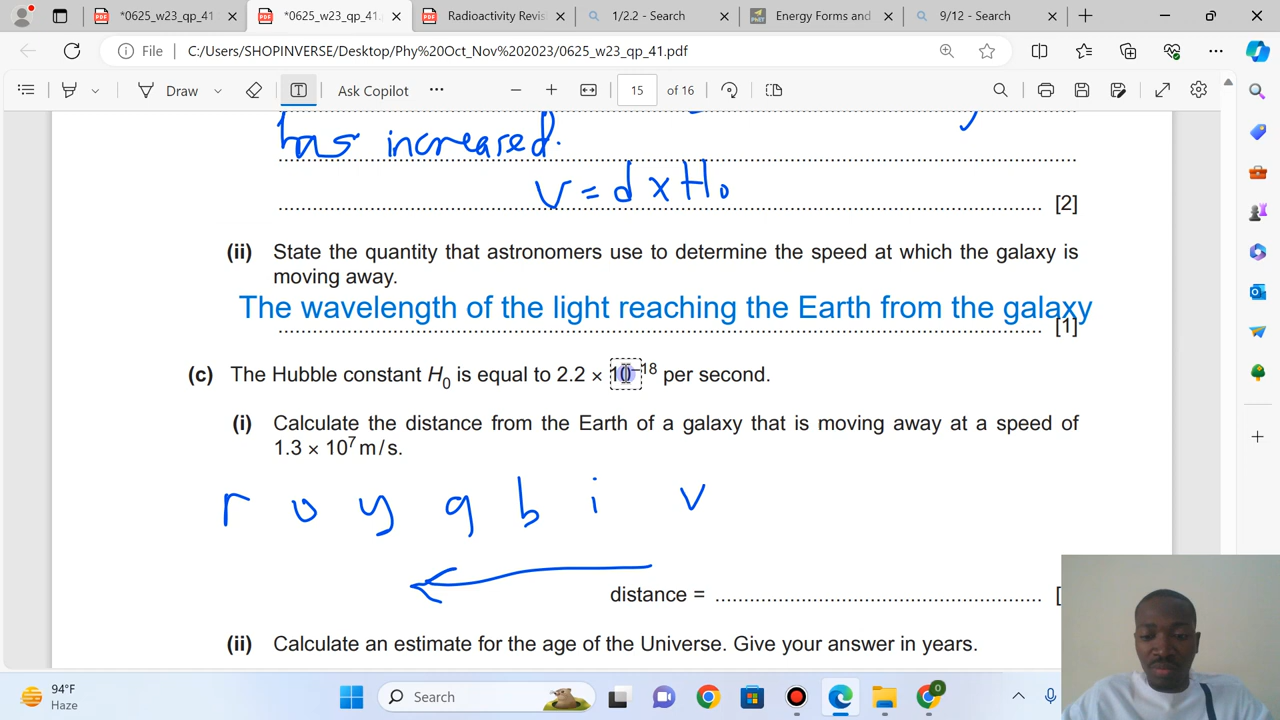 *0625_w23_qp_41
*0625_w23_qp_41.
Radioactivity Revis
1/2.2 - Search
Energy Forms and
9/12 - Search
File
C:/Users/SHOPINVERSE/Desktop/Phy%20Oct_Nov%202023/0625_w23_qp_41.pdf
Draw
Ask Copilot
15
of 16
has increased.
v = d × H₀
[2]
(ii) State the quantity that astronomers use to determine the speed at which the galaxy is
moving away.
The wavelength of the light reaching the Earth from the galaxy
[1]
(c) The Hubble constant H₀ is equal to 2.2 × 10⁻¹⁸ per second.
(i) Calculate the distance from the Earth of a galaxy that is moving away at a speed of
1.3 × 10⁷ m/s.
r o y g b i v
distance =
(ii) Calculate an estimate for the age of the Universe. Give your answer in years.
94°F
Haze
Search
0